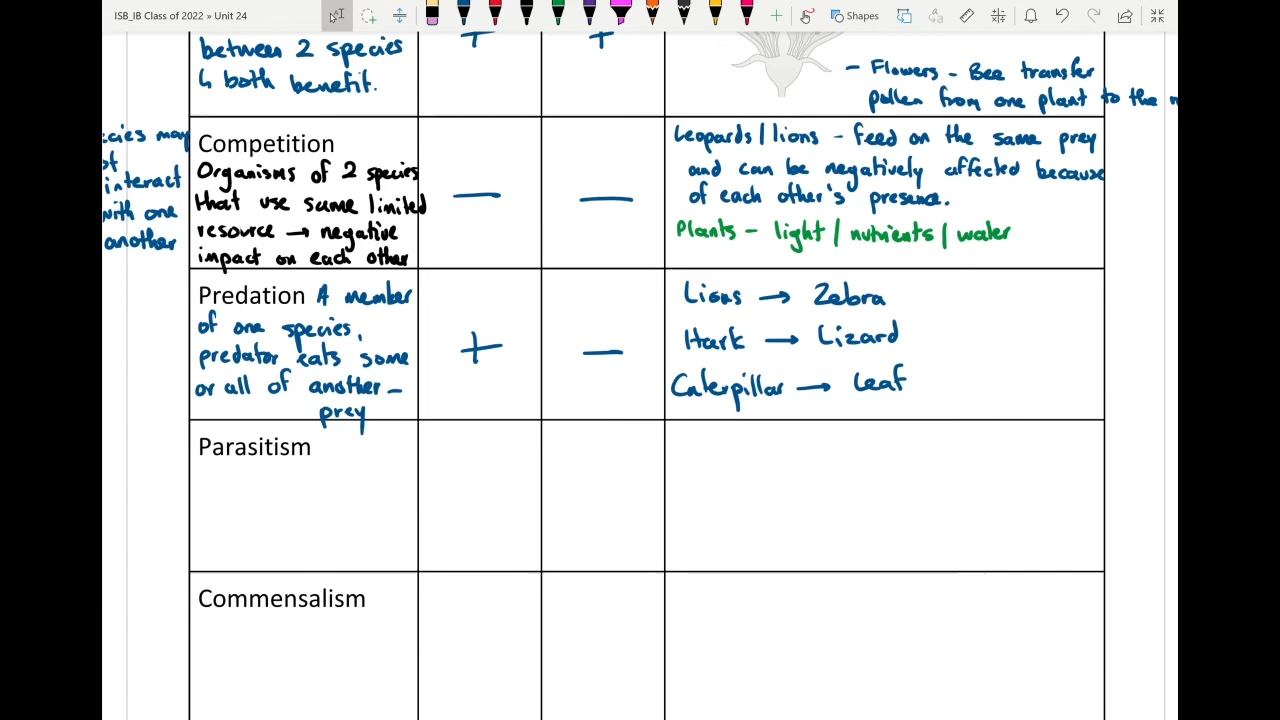 ISB_IB Class of 2022 » Unit 24
Shapes
between 2 species
↳ both benefit.
+ +
- Flowers - Bee transfer
pollen from one plant to the
cies may
of
interact
with one
another
Competition
Organisms of 2 species
that use same limited
resource → negative
impact on each other
— —
Leopards / lions - feed on the same prey
and can be negatively affected because
of each other's presence.
Plants - light / nutrients / water
Predation A member
of one species,
predator eats some
or all of another -
prey
+ —
Lions → Zebra
Hark → Lizard
Caterpillar → Leaf
Parasitism
Commensalism